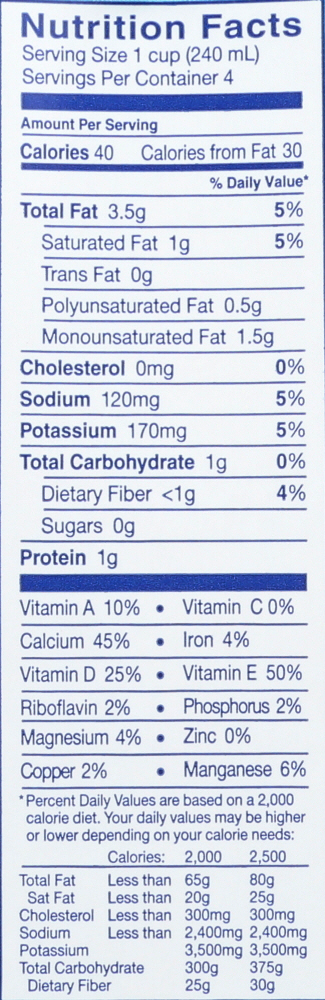 Nutrition Facts
Serving Size 1 cup (240 mL)
Servings Per Container 4
Amount Per Serving
Calories 40 Calories from Fat 30
% Daily Value*
Total Fat 3.5g 5%
Saturated Fat 1g 5%
Trans Fat 0g
Polyunsaturated Fat 0.5g
Monounsaturated Fat 1.5g
Cholesterol 0mg 0%
Sodium 120mg 5%
Potassium 170mg 5%
Total Carbohydrate 1g 0%
Dietary Fiber <1g 4%
Sugars 0g
Protein 1g
Vitamin A 10% • Vitamin C 0%
Calcium 45% • Iron 4%
Vitamin D 25% • Vitamin E 50%
Riboflavin 2% • Phosphorus 2%
Magnesium 4% • Zinc 0%
Copper 2% • Manganese 6%
*Percent Daily Values are based on a 2,000
calorie diet. Your daily values may be higher
or lower depending on your calorie needs:
Calories: 2,000 2,500
Total Fat Less than 65g 80g
Sat Fat Less than 20g 25g
Cholesterol Less than 300mg 300mg
Sodium Less than 2,400mg 2,400mg
Potassium 3,500mg 3,500mg
Total Carbohydrate 300g 375g
Dietary Fiber 25g 30g